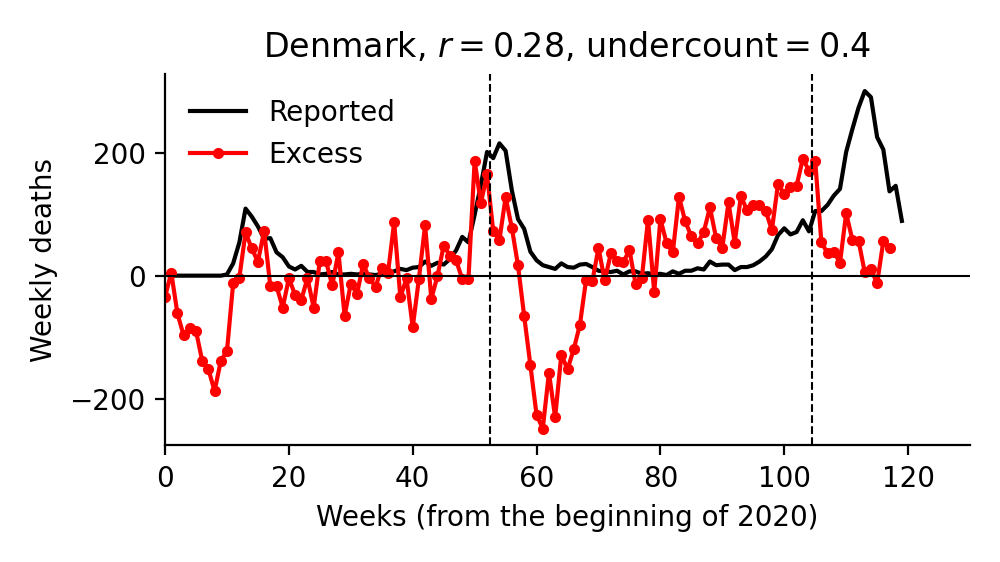 Denmark, r = 0.28, undercount = 0.4
Reported
Excess
Weekly deaths
200
0
−200
0 20 40 60 80 100 120
Weeks (from the beginning of 2020)